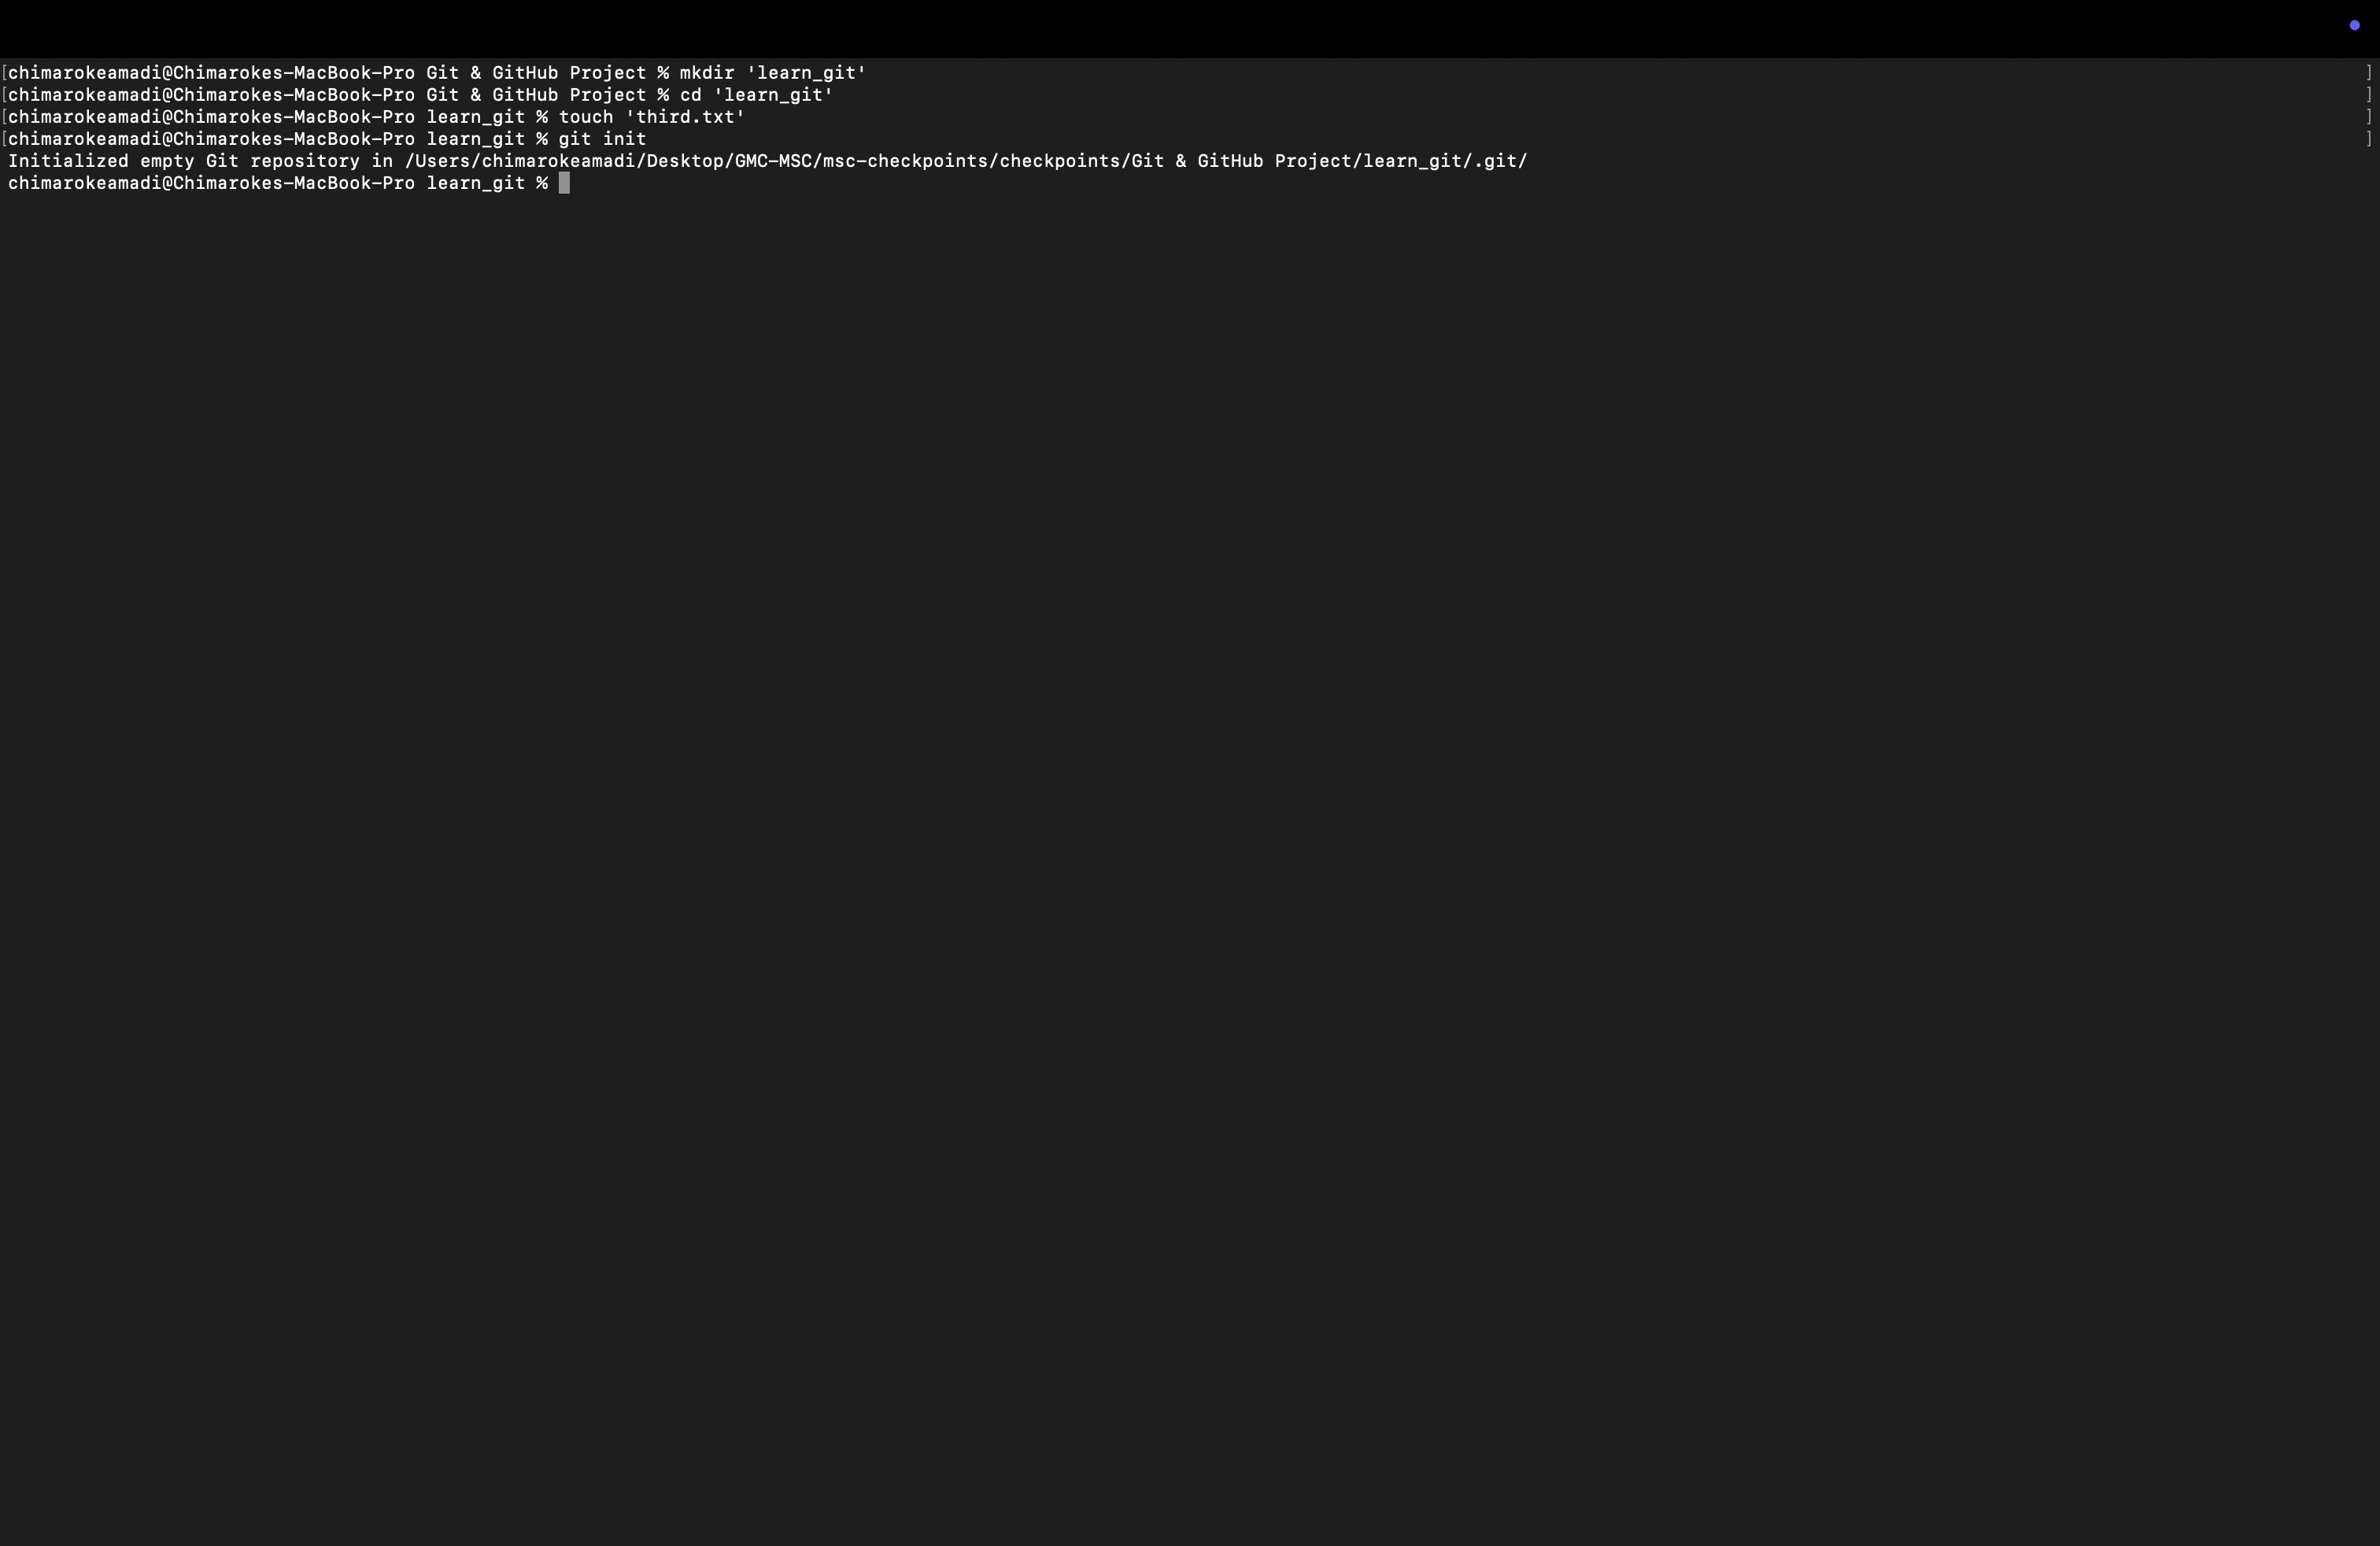 [chimarokeamadi@Chimarokes-MacBook-Pro Git & GitHub Project % mkdir 'learn_git' ]
[chimarokeamadi@Chimarokes-MacBook-Pro Git & GitHub Project % cd 'learn_git' ]
[chimarokeamadi@Chimarokes-MacBook-Pro learn_git % touch 'third.txt' ]
[chimarokeamadi@Chimarokes-MacBook-Pro learn_git % git init ]
Initialized empty Git repository in /Users/chimarokeamadi/Desktop/GMC-MSC/msc-checkpoints/checkpoints/Git & GitHub Project/learn_git/.git/
chimarokeamadi@Chimarokes-MacBook-Pro learn_git %